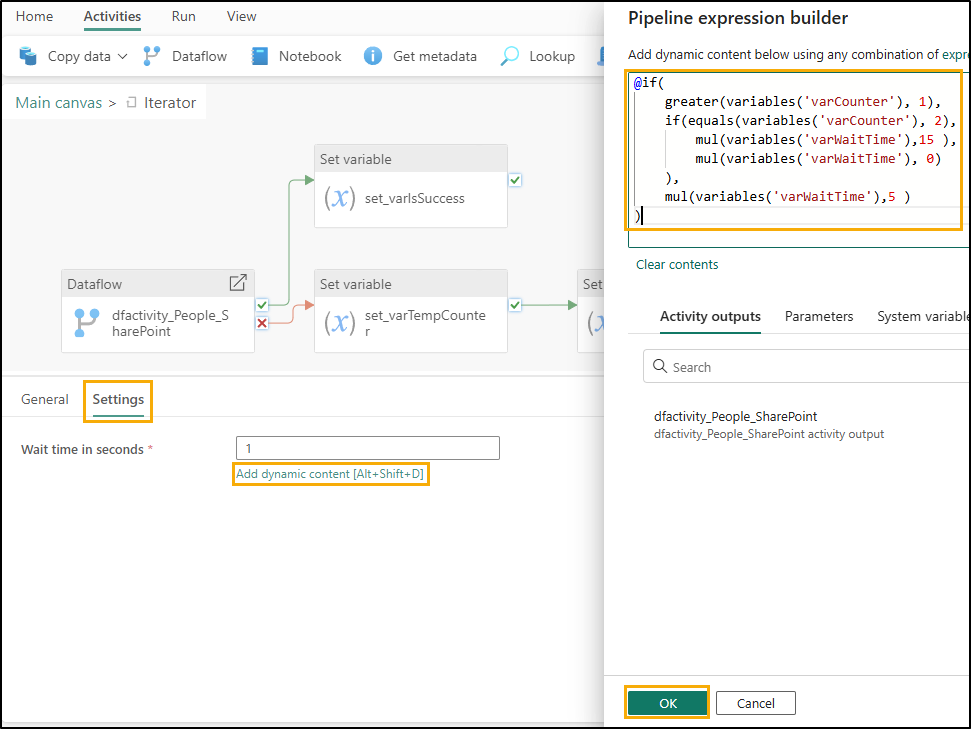 Home Activities Run View
Copy data Dataflow Notebook Get metadata Lookup
Main canvas > Iterator
Set variable
(x) set_varIsSuccess
Dataflow
dfactivity_People_S
harePoint
Set variable
(x) set_varTempCounte
r
Set
General Settings
Wait time in seconds *
1
Add dynamic content [Alt+Shift+D]
Pipeline expression builder
Add dynamic content below using any combination of expre
@if(
greater(variables('varCounter'), 1),
if(equals(variables('varCounter'), 2),
mul(variables('varWaitTime'),15 ),
mul(variables('varWaitTime'), 0)
),
mul(variables('varWaitTime'),5 )
)
Clear contents
Activity outputs Parameters System variable
Search
dfactivity_People_SharePoint
dfactivity_People_SharePoint activity output
OK Cancel